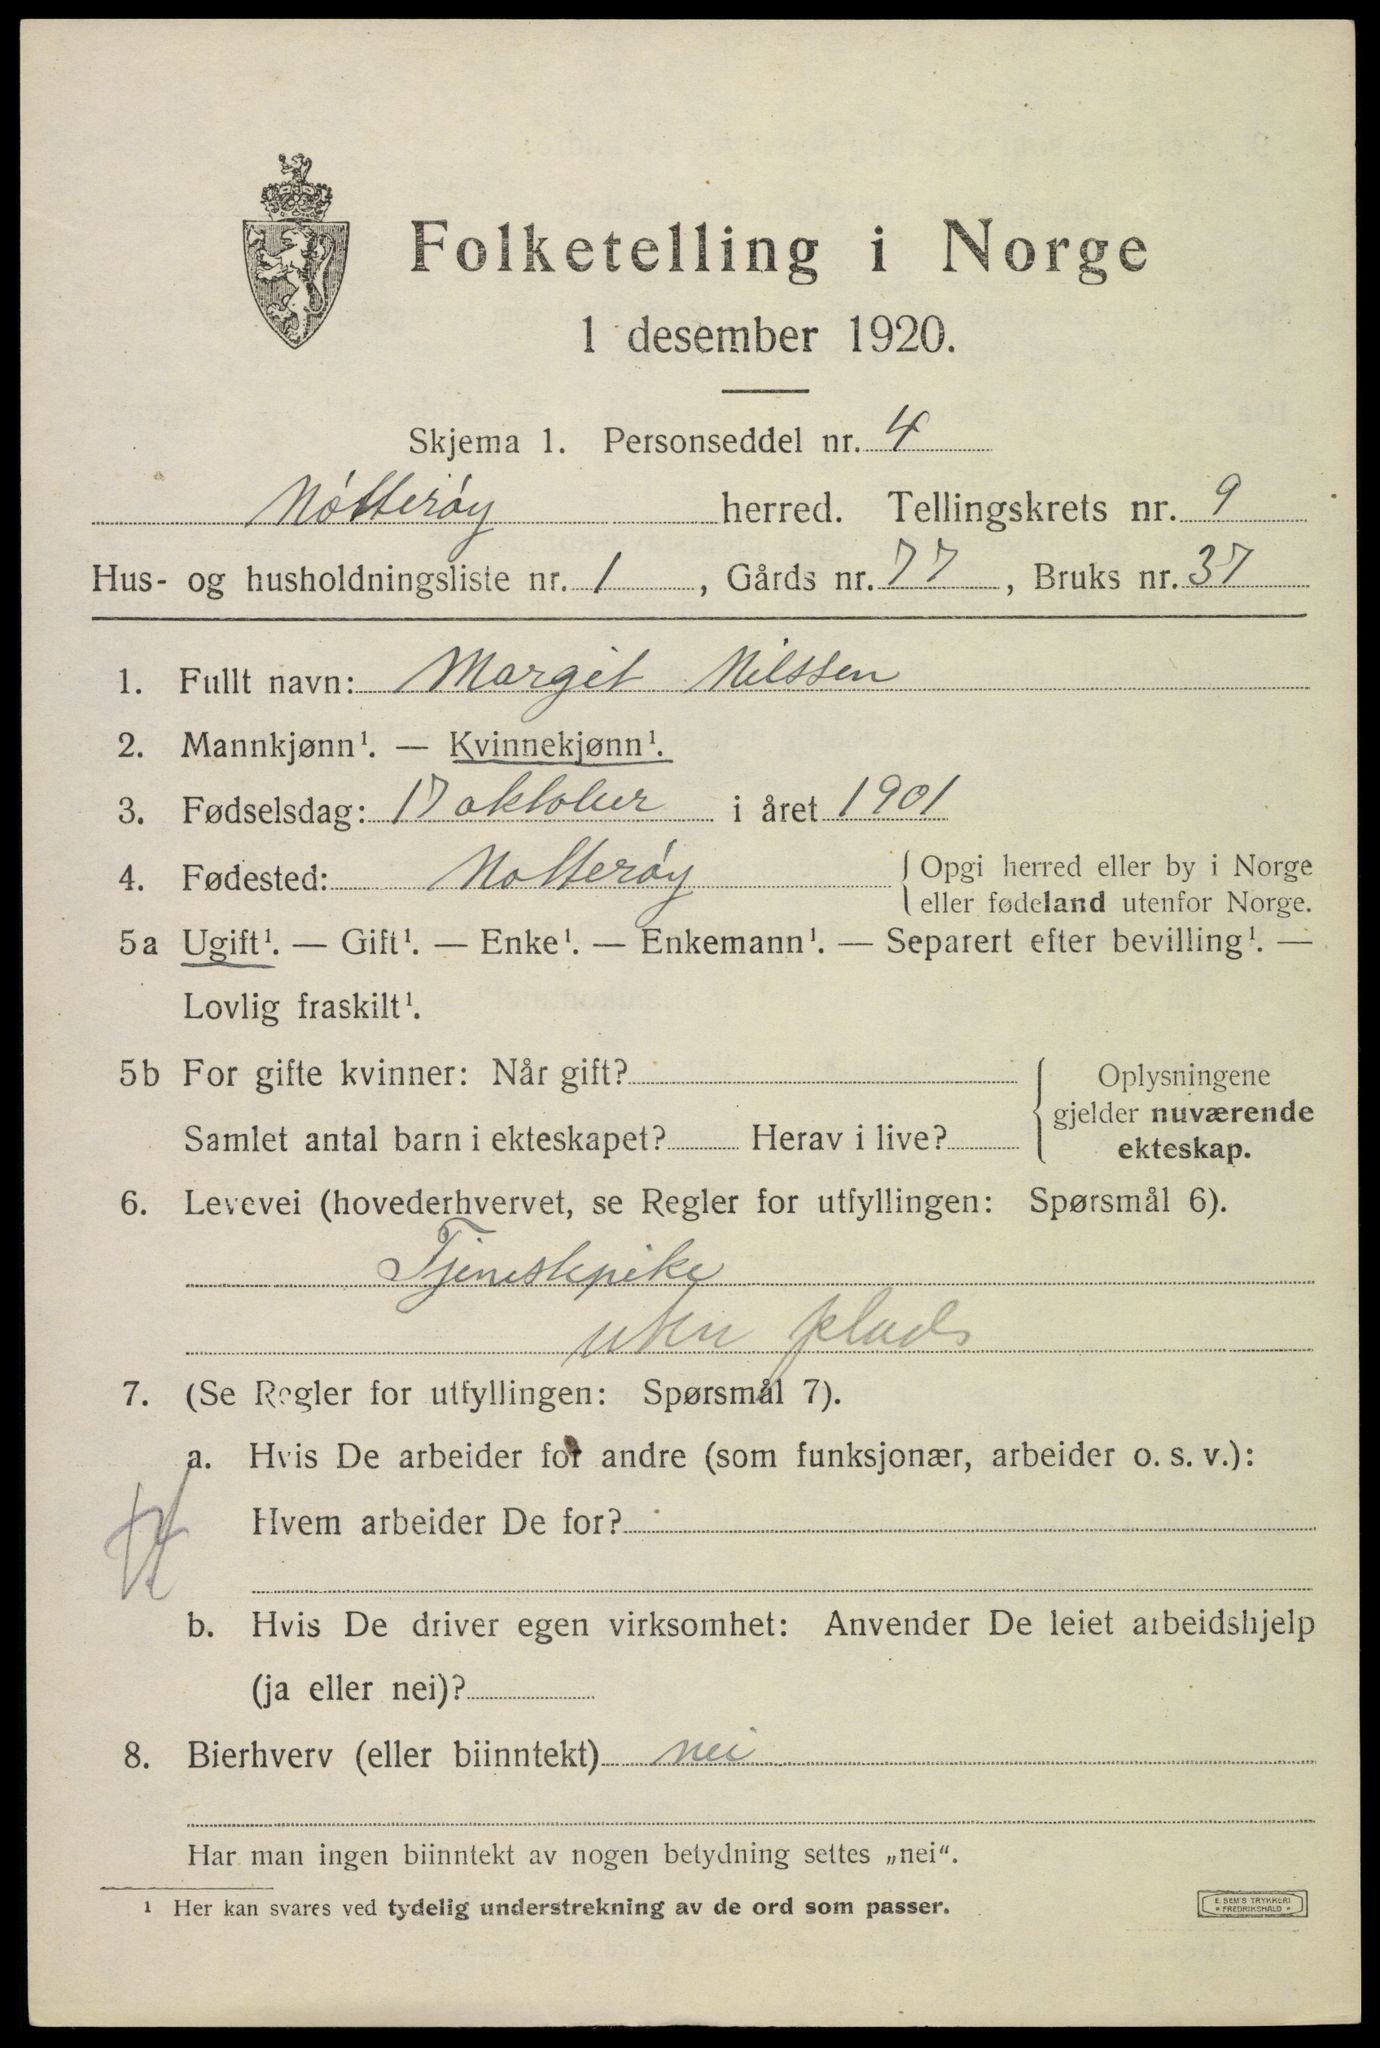 Folketelling i Norge
1 desember 1920.
Skjema 1. Personseddel nr. 4
Nótteróy herred. Tellingskrets nr. 9
Hus- og husholdningsliste nr. 1, Gårds nr. 77, Bruks nr. 37
1. Fullt navn: Margit Nilssen
2. Mannkjønn¹. — Kvinnekjønn¹.
3. Fødselsdag: 17 oktober i året 1901
4. Fødested: Notteróy { Opgi herred eller by i Norge
eller fødeland utenfor Norge.
5a Ugift¹. — Gift¹. — Enke¹. — Enkemann¹. — Separert efter bevilling¹. —
Lovlig fraskilt¹.
5b For gifte kvinner: Når gift?
Samlet antal barn i ekteskapet? Herav i live?
Oplysningene
gjelder nuværende
ekteskap.
6. Levevei (hovederhvervet, se Regler for utfyllingen: Spørsmål 6).
Tjenestepike
uten plads
7. (Se Regler for utfyllingen: Spørsmål 7).
a. Hvis De arbeider for andre (som funksjonær, arbeider o. s. v.):
Hvem arbeider De for?
b. Hvis De driver egen virksomhet: Anvender De leiet arbeidshjelp
(ja eller nei)?
8. Bierhverv (eller biinntekt) nei
Har man ingen biinntekt av nogen betydning settes „nei“.
¹ Her kan svares ved tydelig understrekning av de ord som passer.
E. SEM'S TRYKKERI
* FREDRIKSHALD *